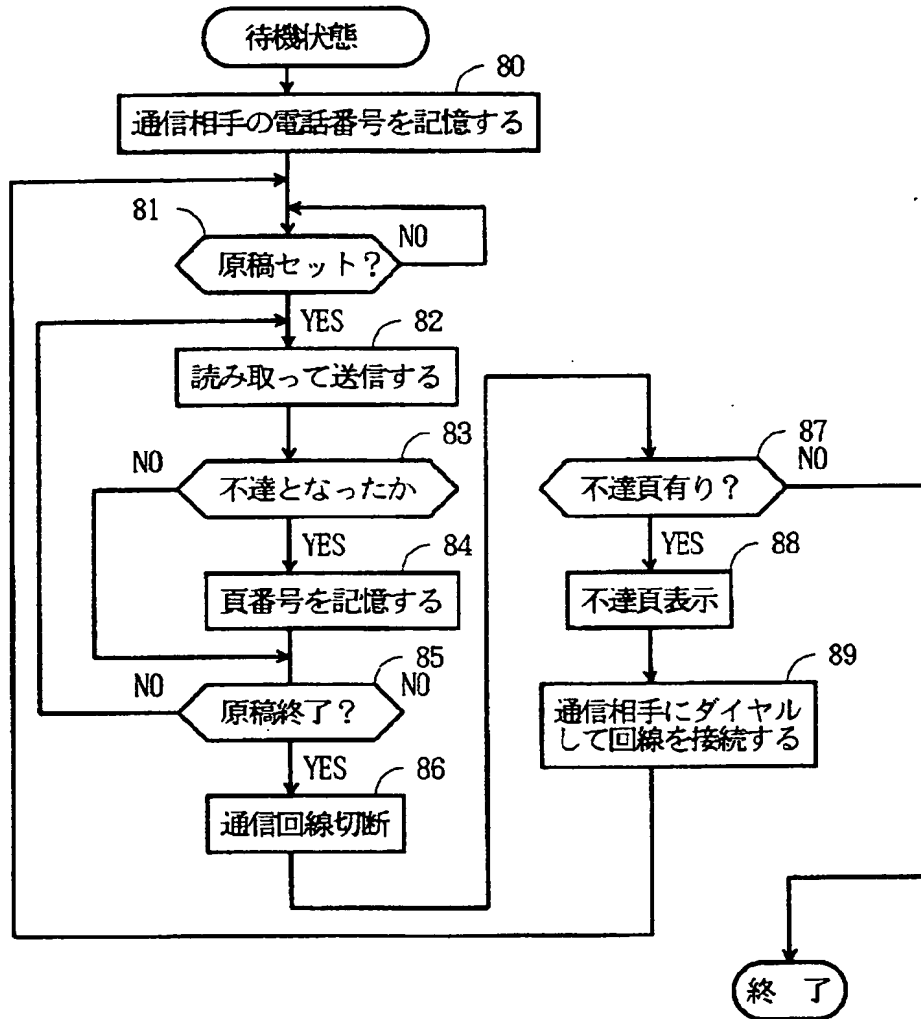 待機状態
80
通信相手の電話番号を記憶する
81
原稿セット?
NO
YES
82
読み取って送信する
83
NO
不達となったか
YES
84
頁番号を記憶する
85
NO
NO
原稿終了?
YES
86
通信回線切断
87
NO
不達頁有り?
YES
88
不達頁表示
89
通信相手にダイヤル
して回線を接続する
終 了